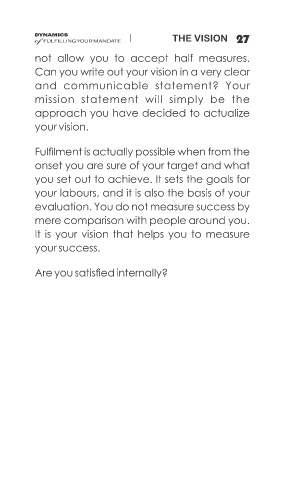 DYNAMICS
of FULFILLING YOUR MANDATE | THE VISION 27
not allow you to accept half measures.
Can you write out your vision in a very clear
and communicable statement? Your
mission statement will simply be the
approach you have decided to actualize
your vision.
Fulfilment is actually possible when from the
onset you are sure of your target and what
you set out to achieve. It sets the goals for
your labours, and it is also the basis of your
evaluation. You do not measure success by
mere comparison with people around you.
It is your vision that helps you to measure
your success.
Are you satisfied internally?